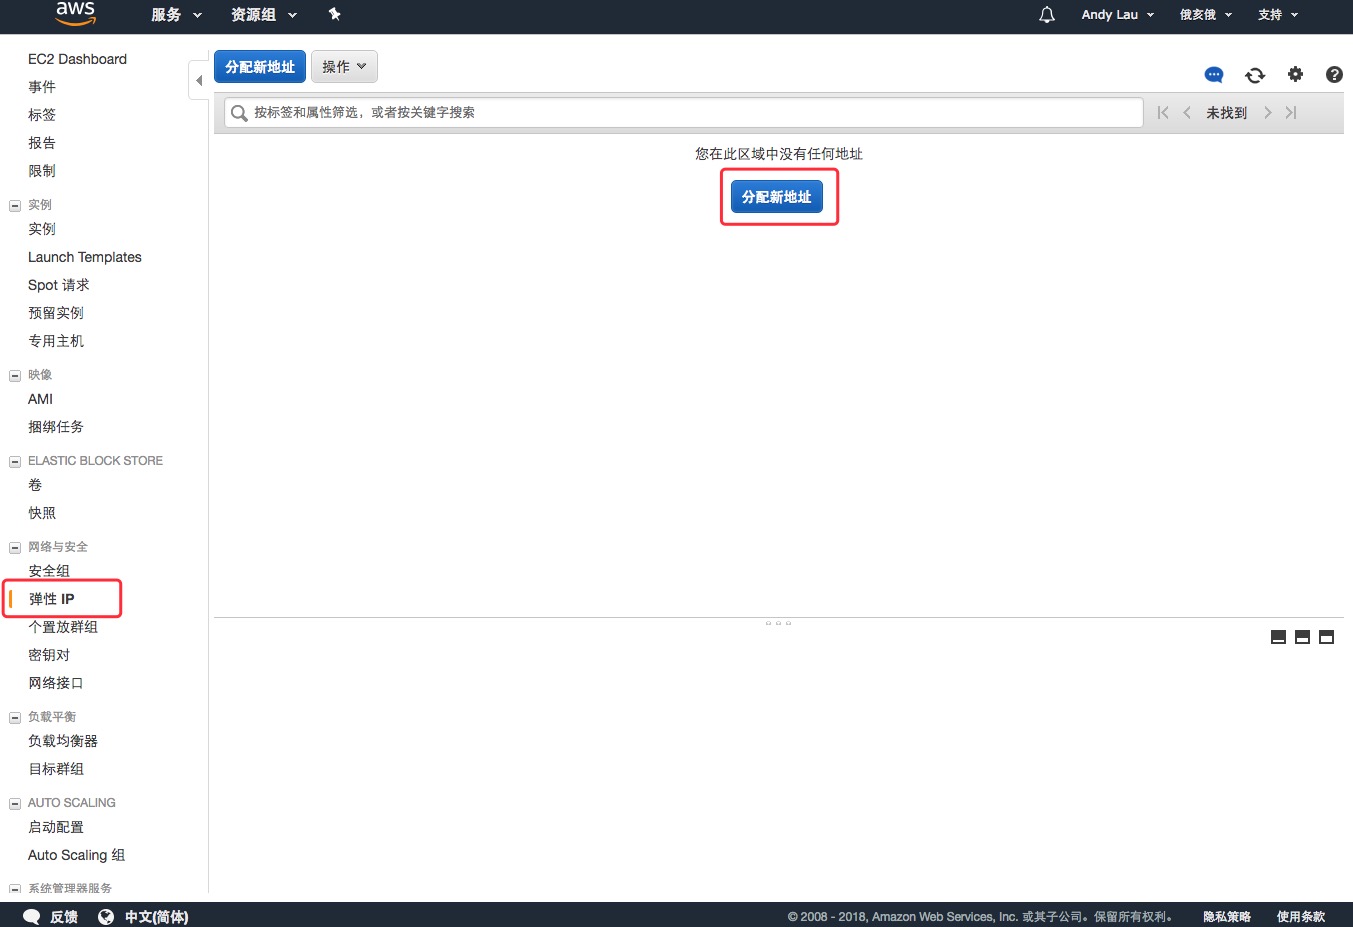 aws
服务
资源组
Andy Lau
俄亥俄
支持
EC2 Dashboard
事件
标签
报告
限制
实例
实例
Launch Templates
Spot 请求
预留实例
专用主机
映像
AMI
捆绑任务
ELASTIC BLOCK STORE
卷
快照
网络与安全
安全组
弹性 IP
个置放群组
密钥对
网络接口
负载平衡
负载均衡器
目标群组
AUTO SCALING
启动配置
Auto Scaling 组
系统管理器服务
分配新地址
操作
按标签和属性筛选，或者按关键字搜索
未找到
您在此区域中没有任何地址
分配新地址
反馈
中文(简体)
© 2008 - 2018, Amazon Web Services, Inc. 或其子公司。保留所有权利。
隐私策略
使用条款